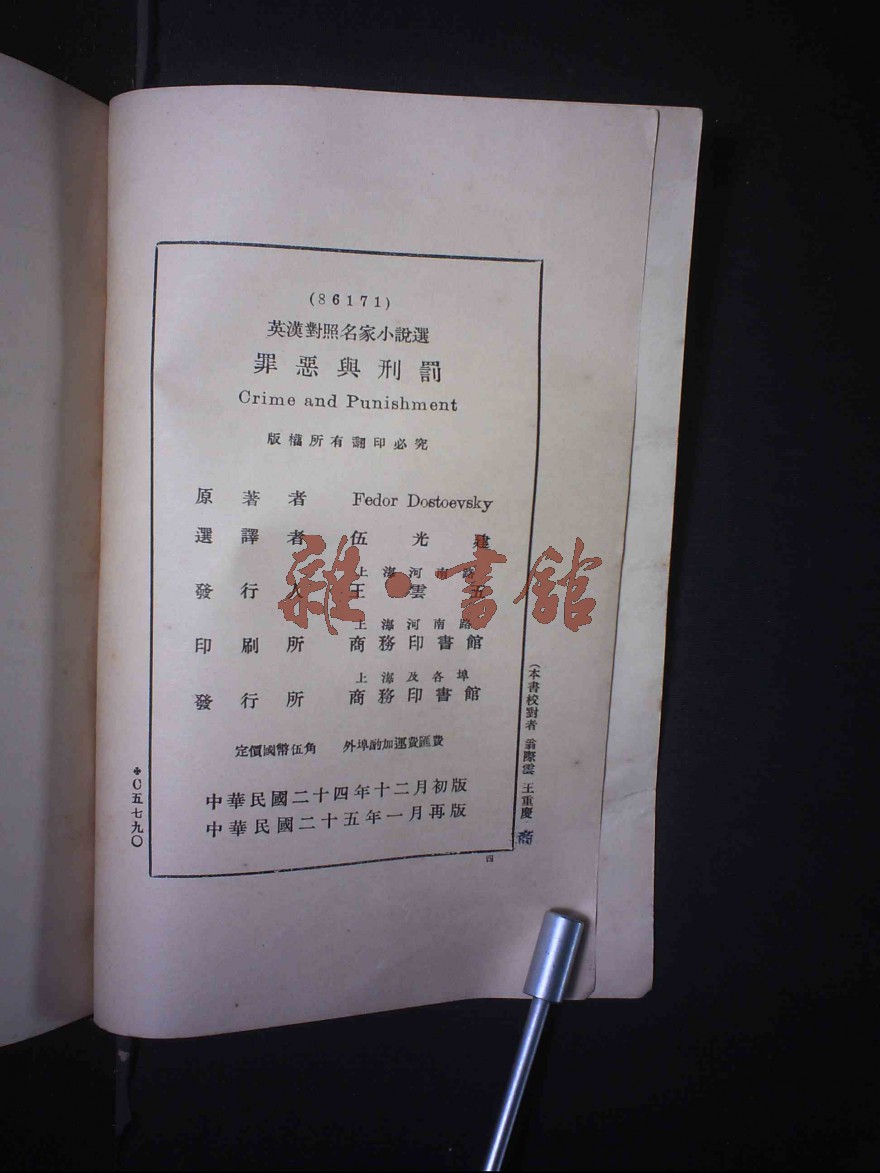 (86171)
英漢對照名家小說選
罪惡與刑罰
Crime and Punishment
版權所有翻印必究
原著者 Fedor Dostoevsky
選譯者 伍光建
上海河南路
發行人 王雲五
上海河南路
印刷所 商務印書館
上海及各埠
發行所 商務印書館
定價國幣伍角 外埠酌加運費匯費
中華民國二十四年十二月初版
中華民國二十五年一月再版
(本書校對者 翁際雲 王重慶
四
〇五七九〇
雜·書館